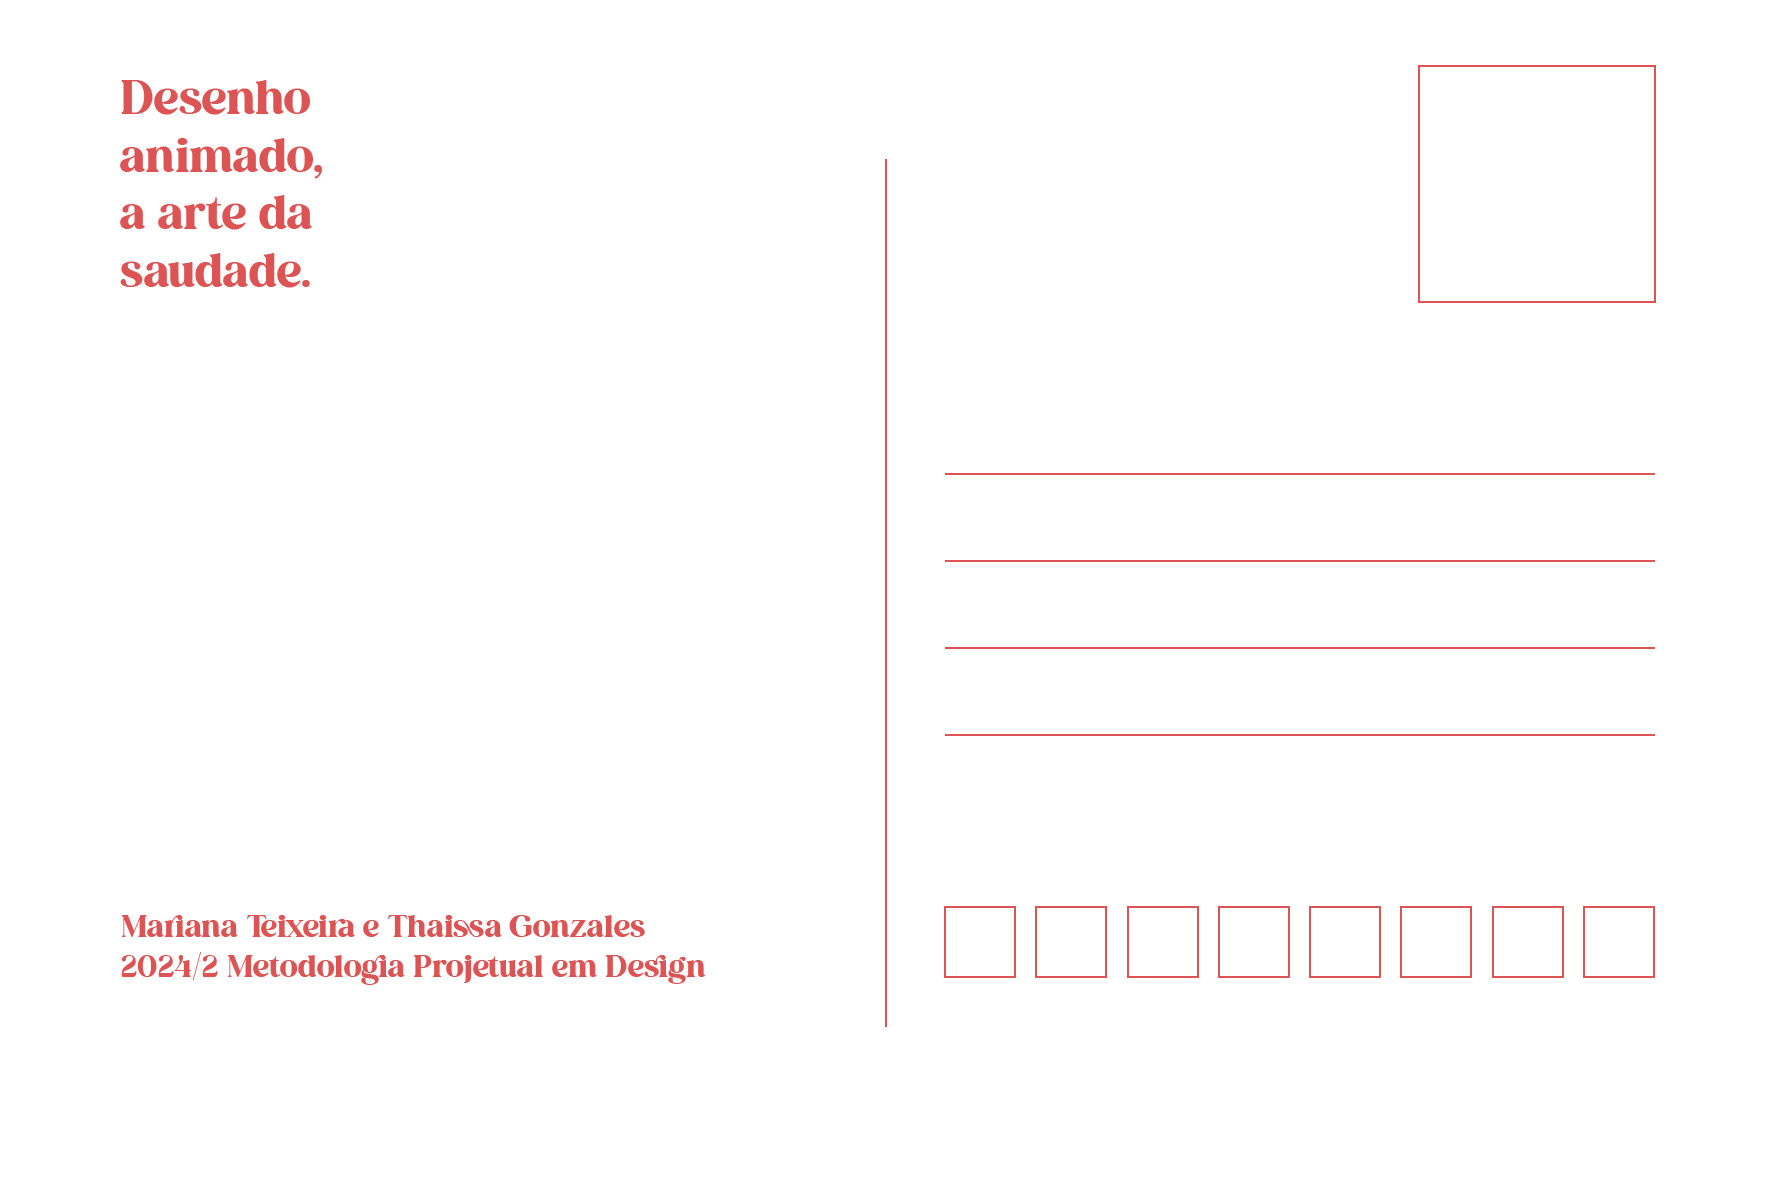 Desenho
animado,
a arte da
saudade.
Mariana Teixeira e Thaissa Gonzales
2024/2 Metodologia Projetual em Design